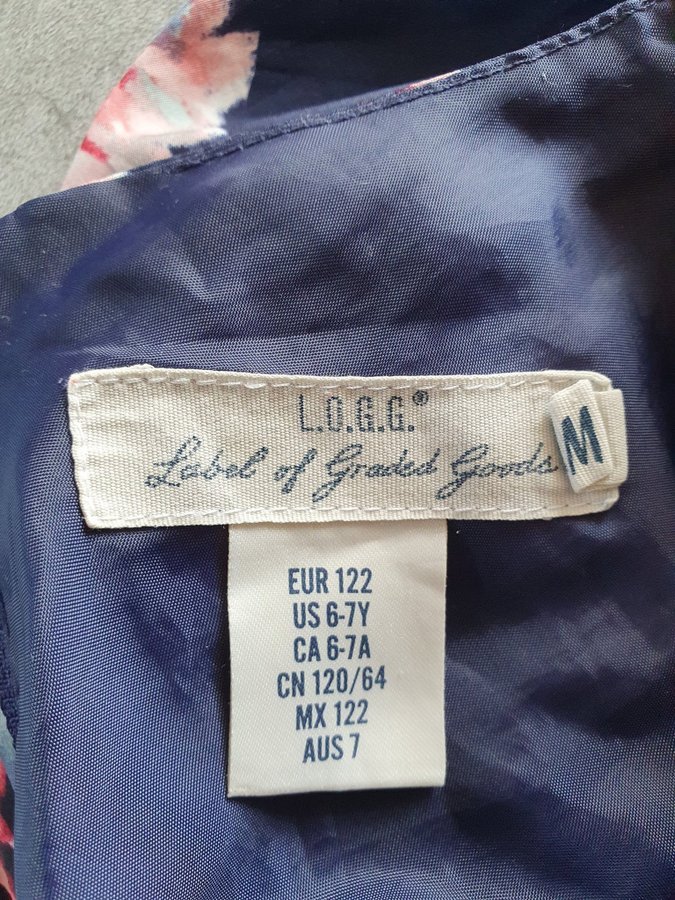 L.O.G.G.®
Label of Graded Goods
M
EUR 122
US 6-7Y
CA 6-7A
CN 120/64
MX 122
AUS 7